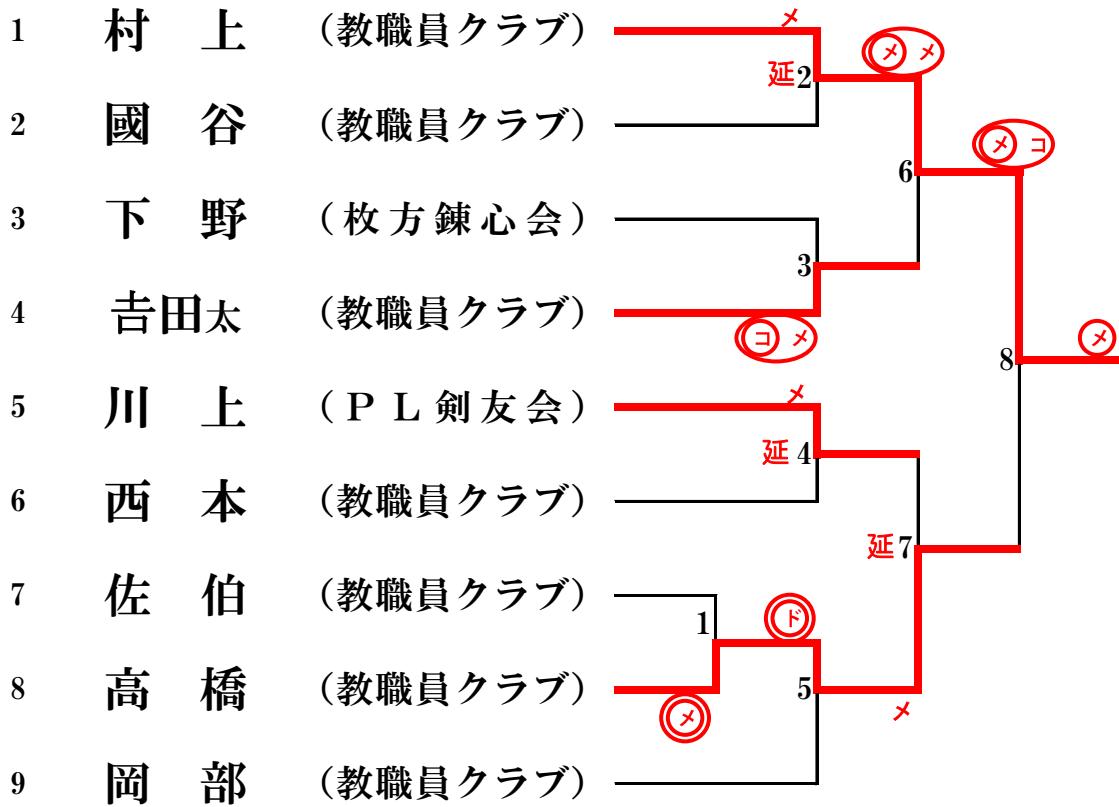 1 村上 (教職員クラブ) メ
延2 メメ
2 國谷 (教職員クラブ)
6 メコ
3 下野 (枚方錬心会)
3
4 𠮷田太 (教職員クラブ)
コメ
8 メ
5 川上 (ＰＬ剣友会) メ
延4
6 西本 (教職員クラブ)
延7
7 佐伯 (教職員クラブ)
1 ド
8 高橋 (教職員クラブ)
メ
5 メ
9 岡部 (教職員クラブ)